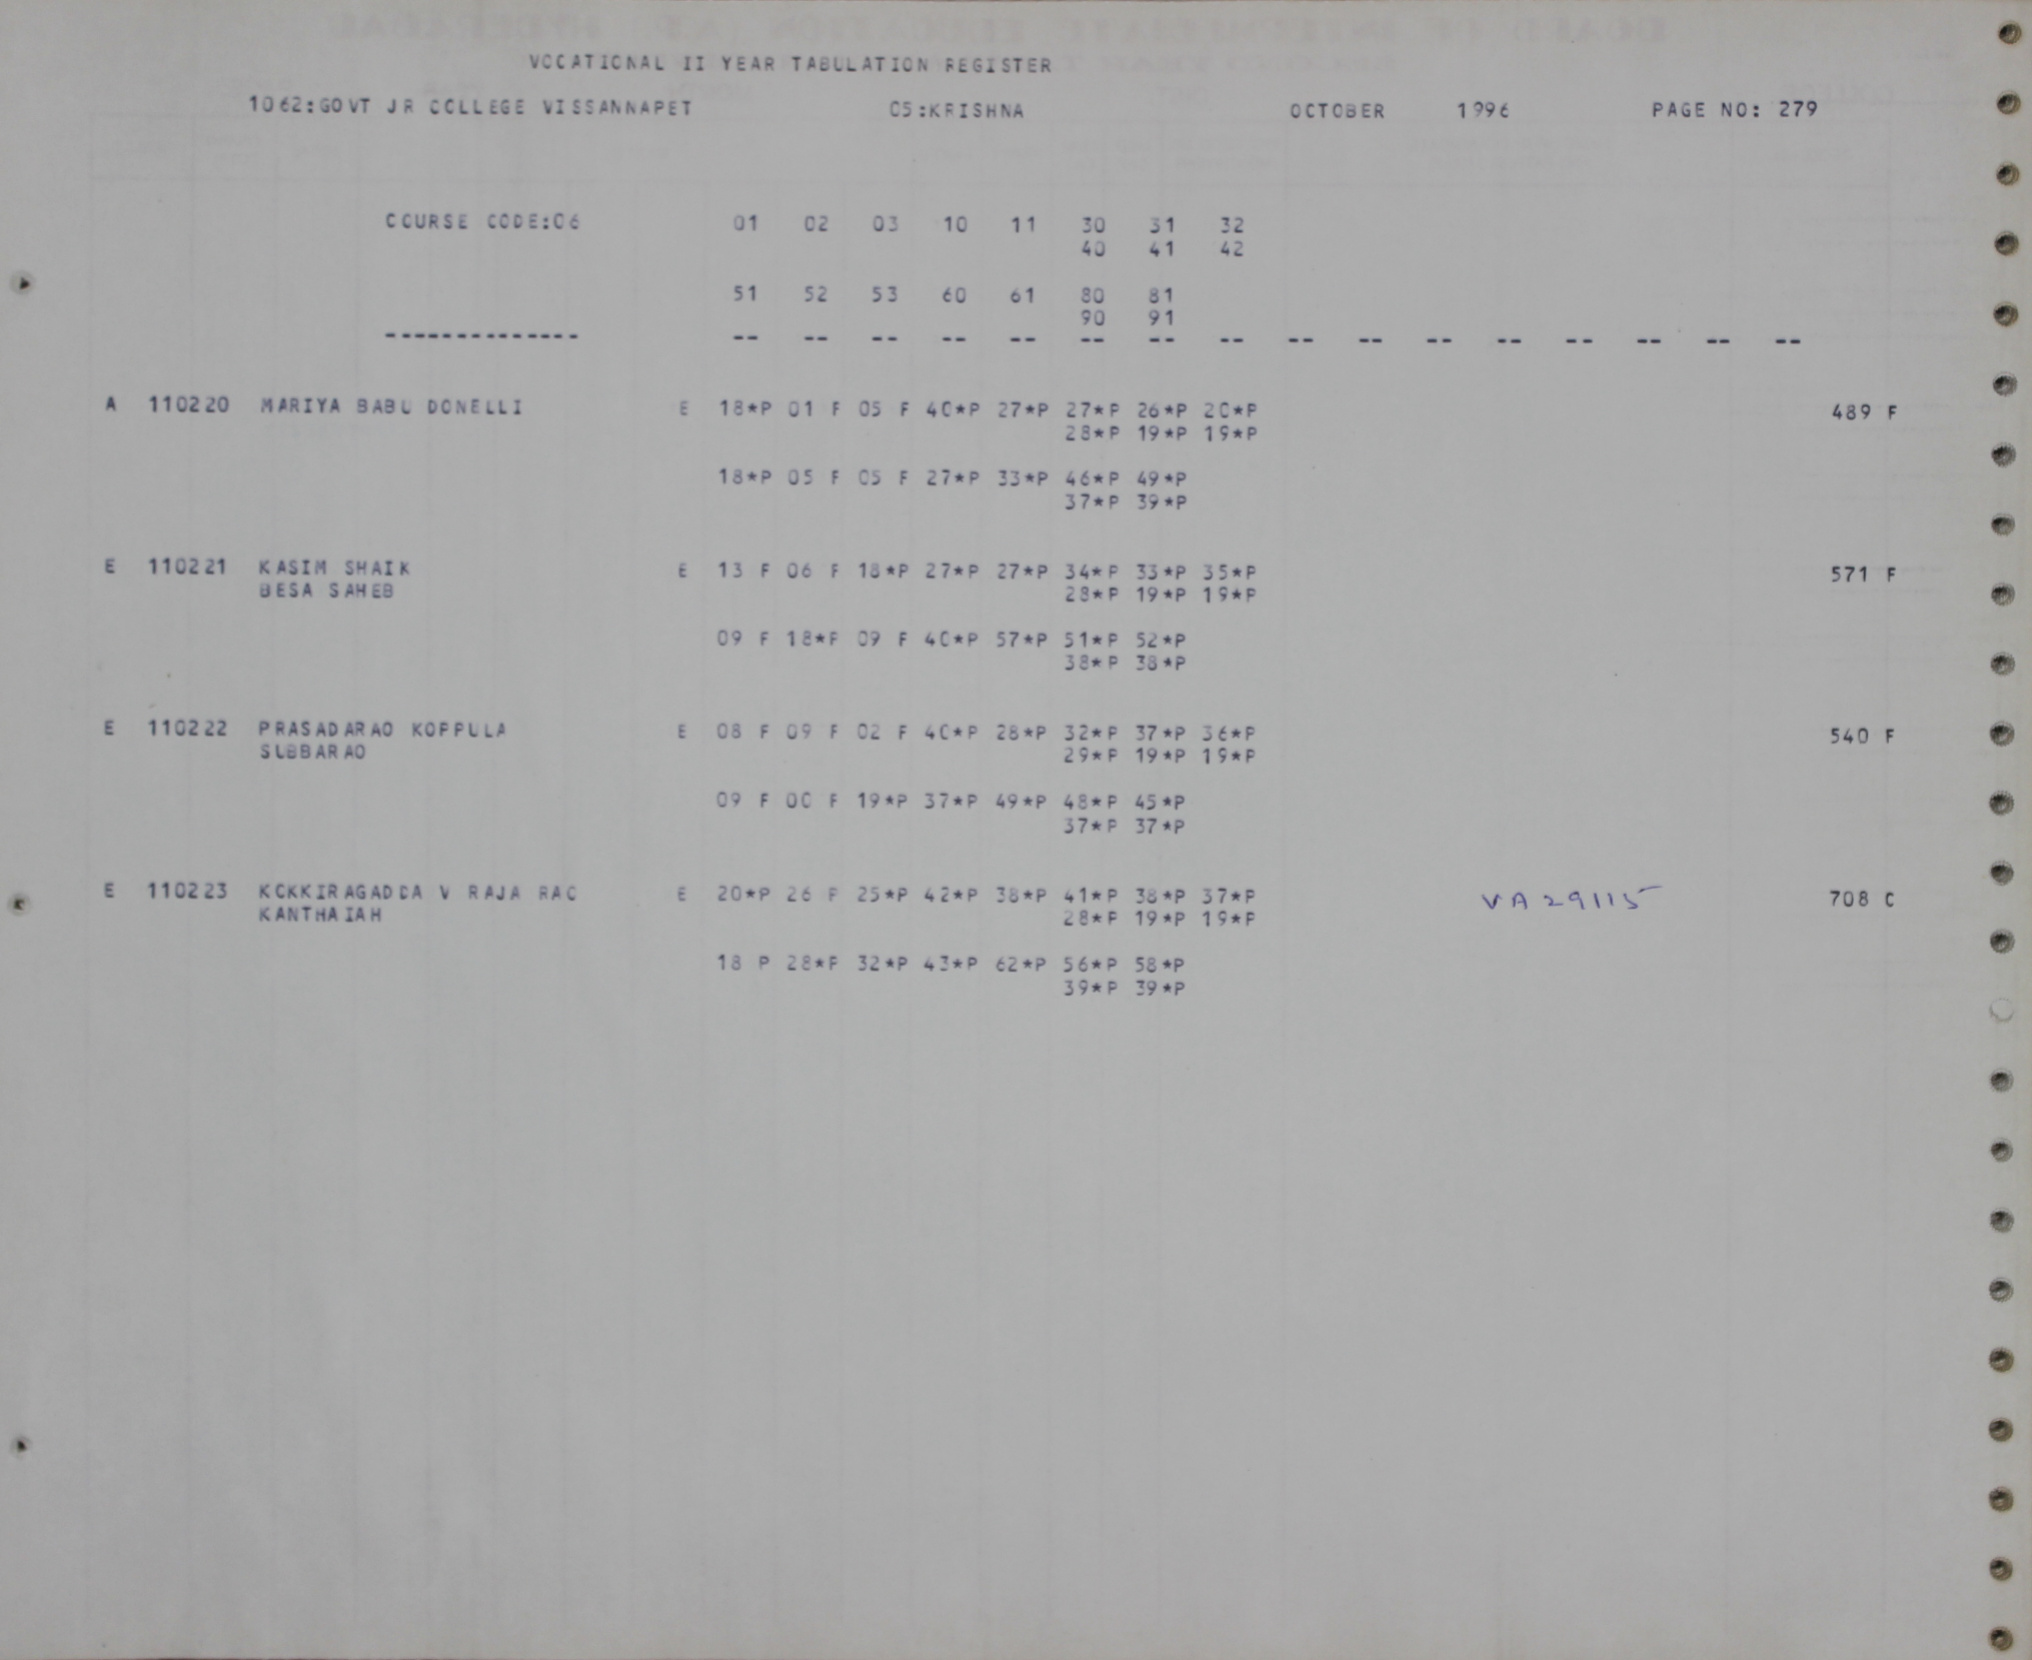 VOCATIONAL II YEAR TABULATION REGISTER
1062:GOVT JR COLLEGE VISSANNAPET 05:KRISHNA OCTOBER 1996 PAGE NO: 279
COURSE CODE:06 01 02 03 10 11 30 31 32
40 41 42
51 52 53 60 61 80 81
90 91
-------------- -- -- -- -- -- -- -- -- -- -- -- -- -- -- -- --
A 110220 MARIYA BABU DONELLI E 18*P 01 F 05 F 40*P 27*P 27*P 26*P 20*P 489 F
28*P 19*P 19*P
18*P 05 F 05 F 27*P 33*P 46*P 49*P
37*P 39*P
E 110221 KASIM SHAIK E 13 F 06 F 18*P 27*P 27*P 34*P 33*P 35*P 571 F
BESA SAHEB 28*P 19*P 19*P
09 F 18*P 09 F 40*P 57*P 51*P 52*P
38*P 38*P
E 110222 PRASADARAO KOPPULA E 08 F 09 F 02 F 40*P 28*P 32*P 37*P 36*P 540 F
SUBBARAO 29*P 19*P 19*P
09 F 00 F 19*P 37*P 49*P 48*P 45*P
37*P 37*P
E 110223 KOKKIRAGADDA V RAJA RAO E 20*P 26 P 25*P 42*P 38*P 41*P 38*P 37*P VA29115 708 C
KANTHAIAH 28*P 19*P 19*P
18 P 28*P 32*P 43*P 62*P 56*P 58*P
39*P 39*P